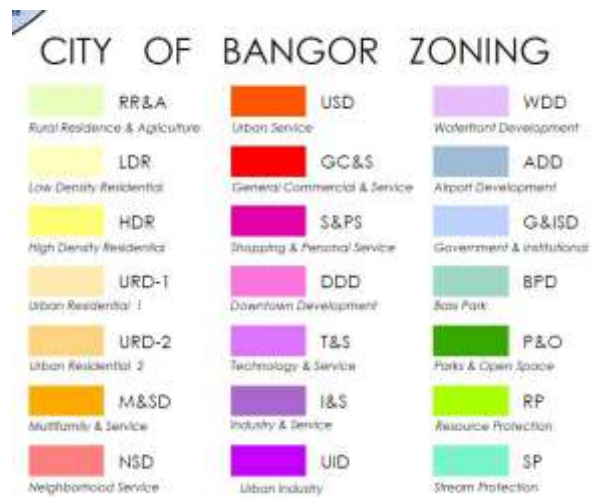 CITY OF BANGOR ZONING
RR&A
Rural Residence & Agriculture
LDR
Low Density Residential
HDR
High Density Residential
URD-1
Urban Residential 1
URD-2
Urban Residential 2
M&SD
Multifamily & Service
NSD
Neighborhood Service
USD
Urban Service
GC&S
General Commercial & Service
S&PS
Shopping & Personal Service
DDD
Downtown Development
T&S
Technology & Service
I&S
Industry & Service
UID
Urban Industry
WDD
Waterfront Development
ADD
Airport Development
G&ISD
Government & Institutional
BPD
Bass Park
P&O
Parks & Open Space
RP
Resource Protection
SP
Stream Protection